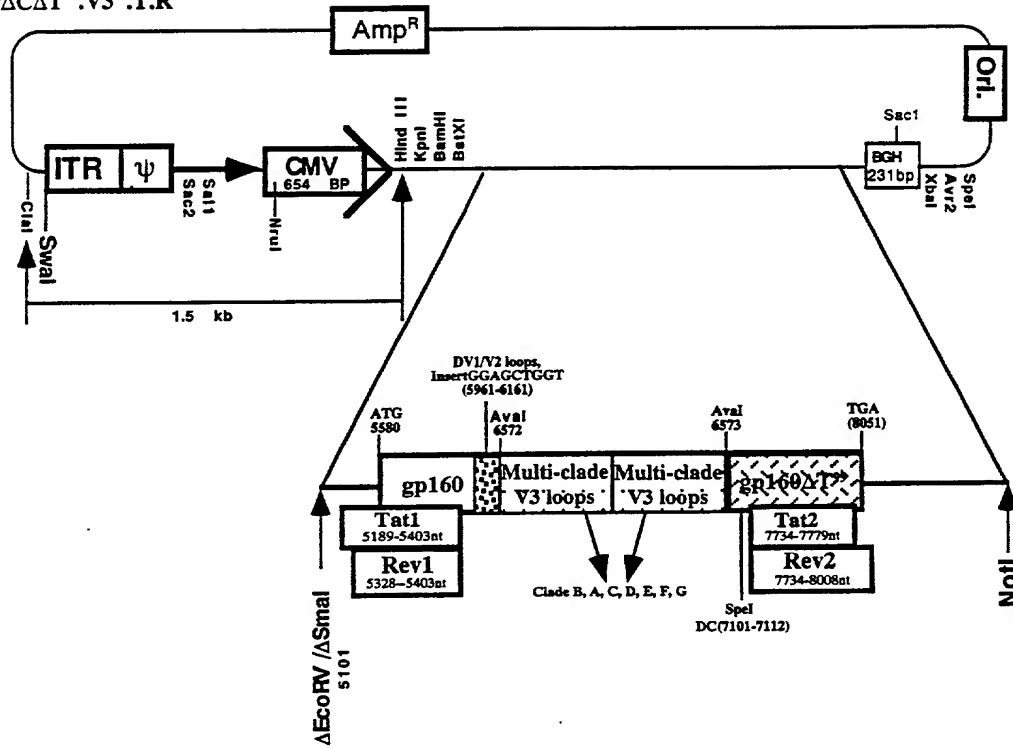 ΔCΔT .V3 .T.R
Amp^R
Ori.
Sac1
Hind III
KpnI
BamHI
BstXI
ITR
ψ
CMV
654 BP
BGH
231bp
Sac2
Sal1
NruI
XbaI
Avr2
SpeI
ClaI
SwaI
1.5 kb
DV1/V2 loops,
InsertGGAGCTGGT
(5961-6161)
ATG
5580
AvaI
6572
AvaI
6573
TGA
(8051)
gp160
Multi-clade
V3 loops
Multi-clade
V3 loops
gp160ΔT99
Tat1
5189-5403nt
Rev1
5328--5403nt
Tat2
7734-7779nt
Rev2
7734-8008nt
Clade B, A, C, D, E, F, G
SpeI
DC(7101-7112)
ΔEcoRV /ΔSmaI
5101
NotI